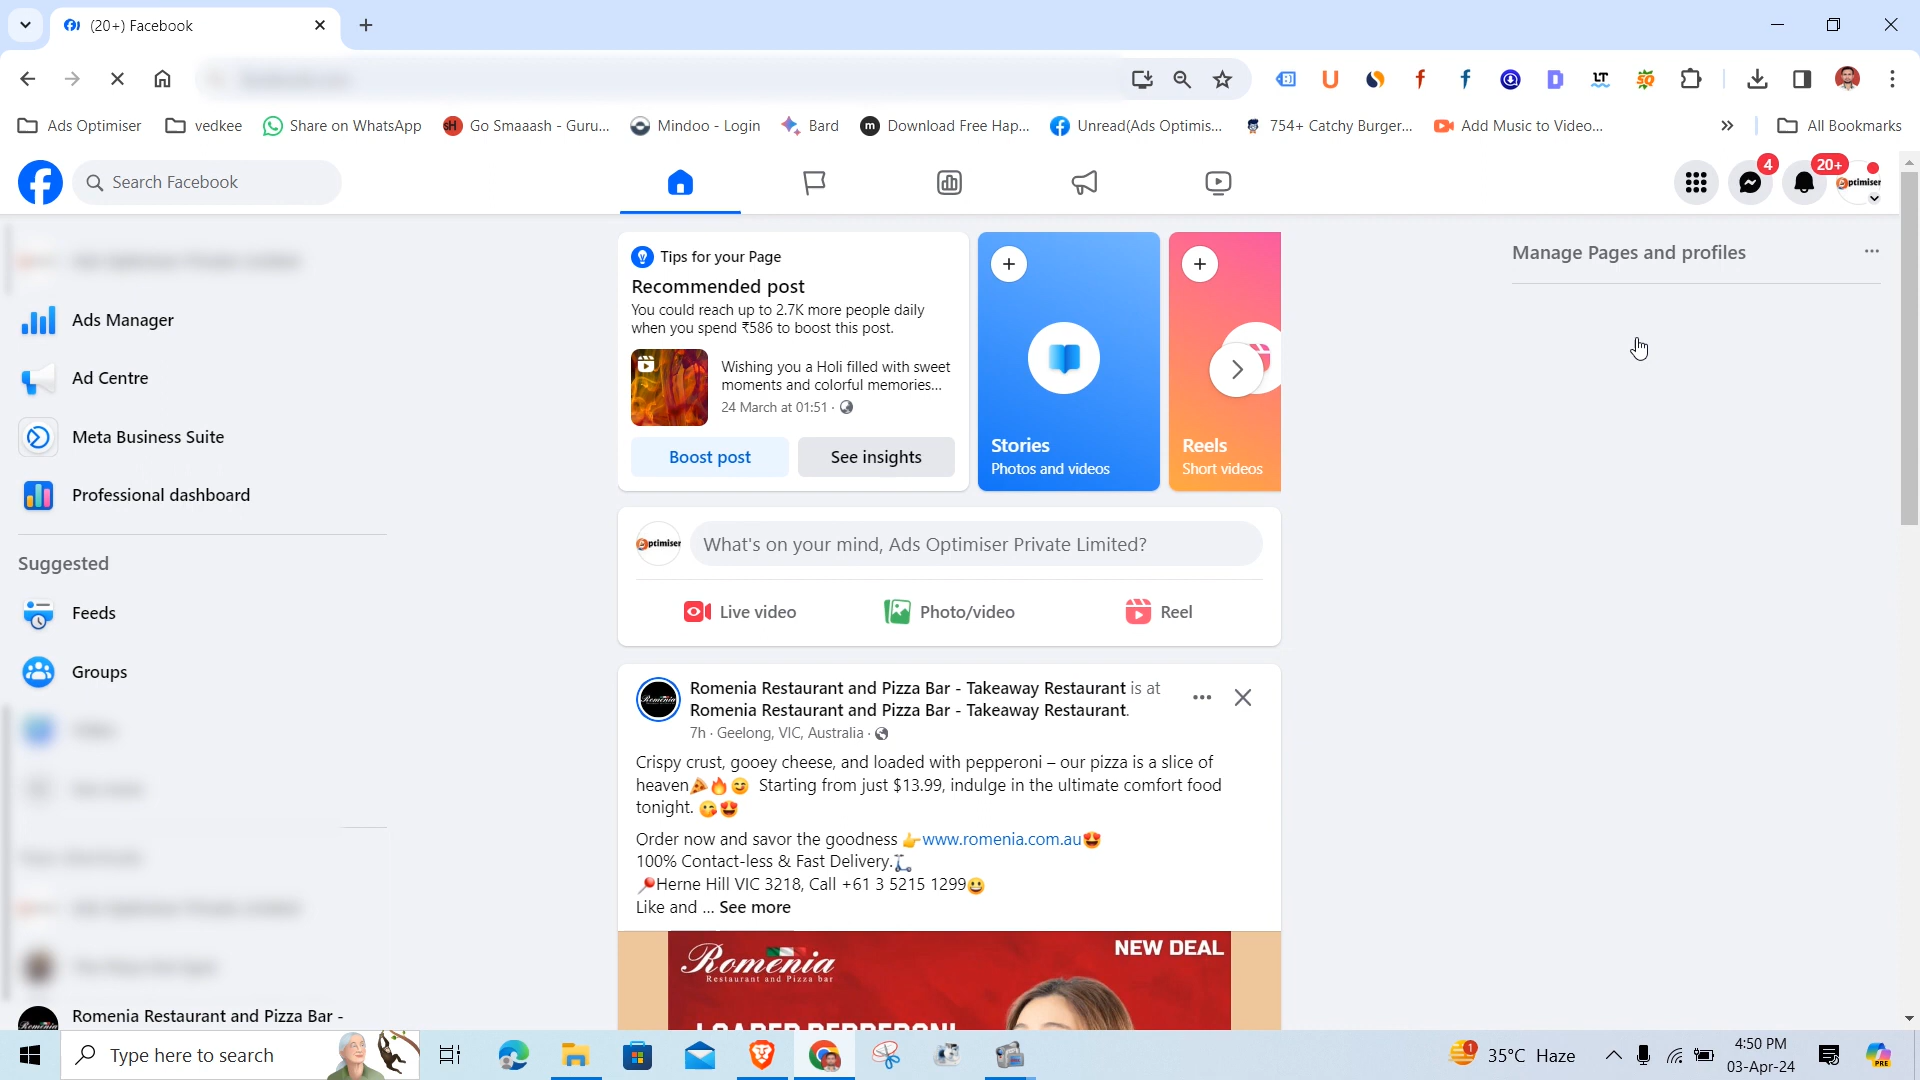 (20+) Facebook
Ads Optimiser
vedkee
Share on WhatsApp
Go Smaaash - Guru...
Mindoo - Login
Bard
Download Free Hap...
Unread(Ads Optimis...
754+ Catchy Burger...
Add Music to Video...
All Bookmarks
Search Facebook
4
20+
Optimiser
Ads Manager
Ad Centre
Meta Business Suite
Professional dashboard
Suggested
Feeds
Groups
Romenia Restaurant and Pizza Bar -
Tips for your Page
Recommended post
You could reach up to 2.7K more people daily
when you spend ₹586 to boost this post.
Wishing you a Holi filled with sweet
moments and colorful memories...
24 March at 01:51 ·
Boost post
See insights
Stories
Photos and videos
Reels
Short videos
Optimiser
What's on your mind, Ads Optimiser Private Limited?
Live video
Photo/video
Reel
Romenia Restaurant and Pizza Bar - Takeaway Restaurant is at
Romenia Restaurant and Pizza Bar - Takeaway Restaurant.
7h · Geelong, VIC, Australia ·
Crispy crust, gooey cheese, and loaded with pepperoni – our pizza is a slice of
heaven🍕🔥😊 Starting from just $13.99, indulge in the ultimate comfort food
tonight. 😋😍
Order now and savor the goodness 👉www.romenia.com.au😍
100% Contact-less & Fast Delivery.🛴
📍Herne Hill VIC 3218, Call +61 3 5215 1299😃
Like and ... See more
Romenia
Restaurant and Pizza bar
NEW DEAL
LOADED PEPPERONI
Manage Pages and profiles
Type here to search
35°C Haze
4:50 PM
03-Apr-24